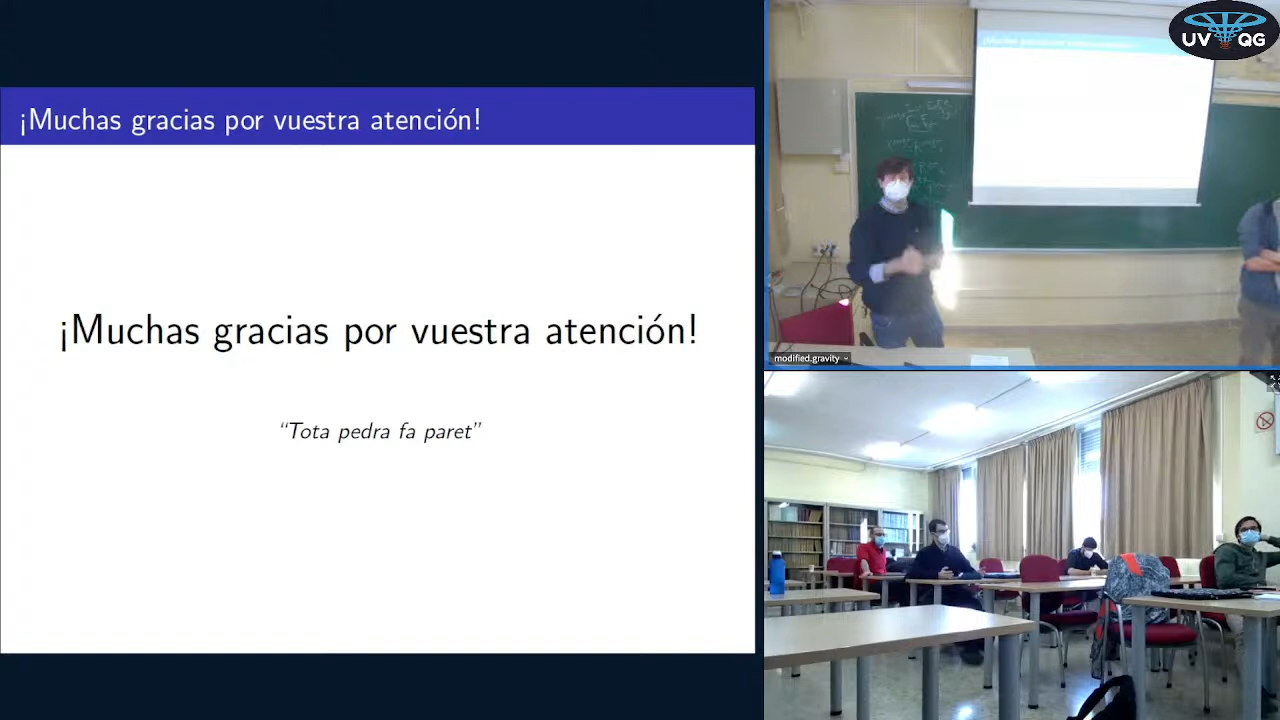 ¡Muchas gracias por vuestra atención!
¡Muchas gracias por vuestra atención!
“Tota pedra fa paret”
UV QG
modified.gravity